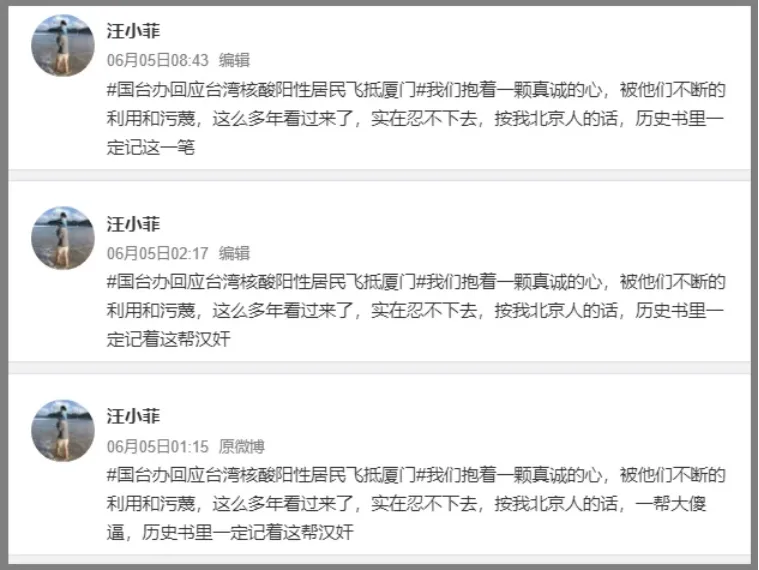 汪小菲
06月05日08:43 编辑
#国台办回应台湾核酸阳性居民飞抵厦门#我们抱着一颗真诚的心，被他们不断的
利用和污蔑，这么多年看过来了，实在忍不下去，按我北京人的话，历史书里一
定记这一笔
汪小菲
06月05日02:17 编辑
#国台办回应台湾核酸阳性居民飞抵厦门#我们抱着一颗真诚的心，被他们不断的
利用和污蔑，这么多年看过来了，实在忍不下去，按我北京人的话，历史书里一
定记着这帮汉奸
汪小菲
06月05日01:15 原微博
#国台办回应台湾核酸阳性居民飞抵厦门#我们抱着一颗真诚的心，被他们不断的
利用和污蔑，这么多年看过来了，实在忍不下去，按我北京人的话，一帮大傻
逼，历史书里一定记着这帮汉奸